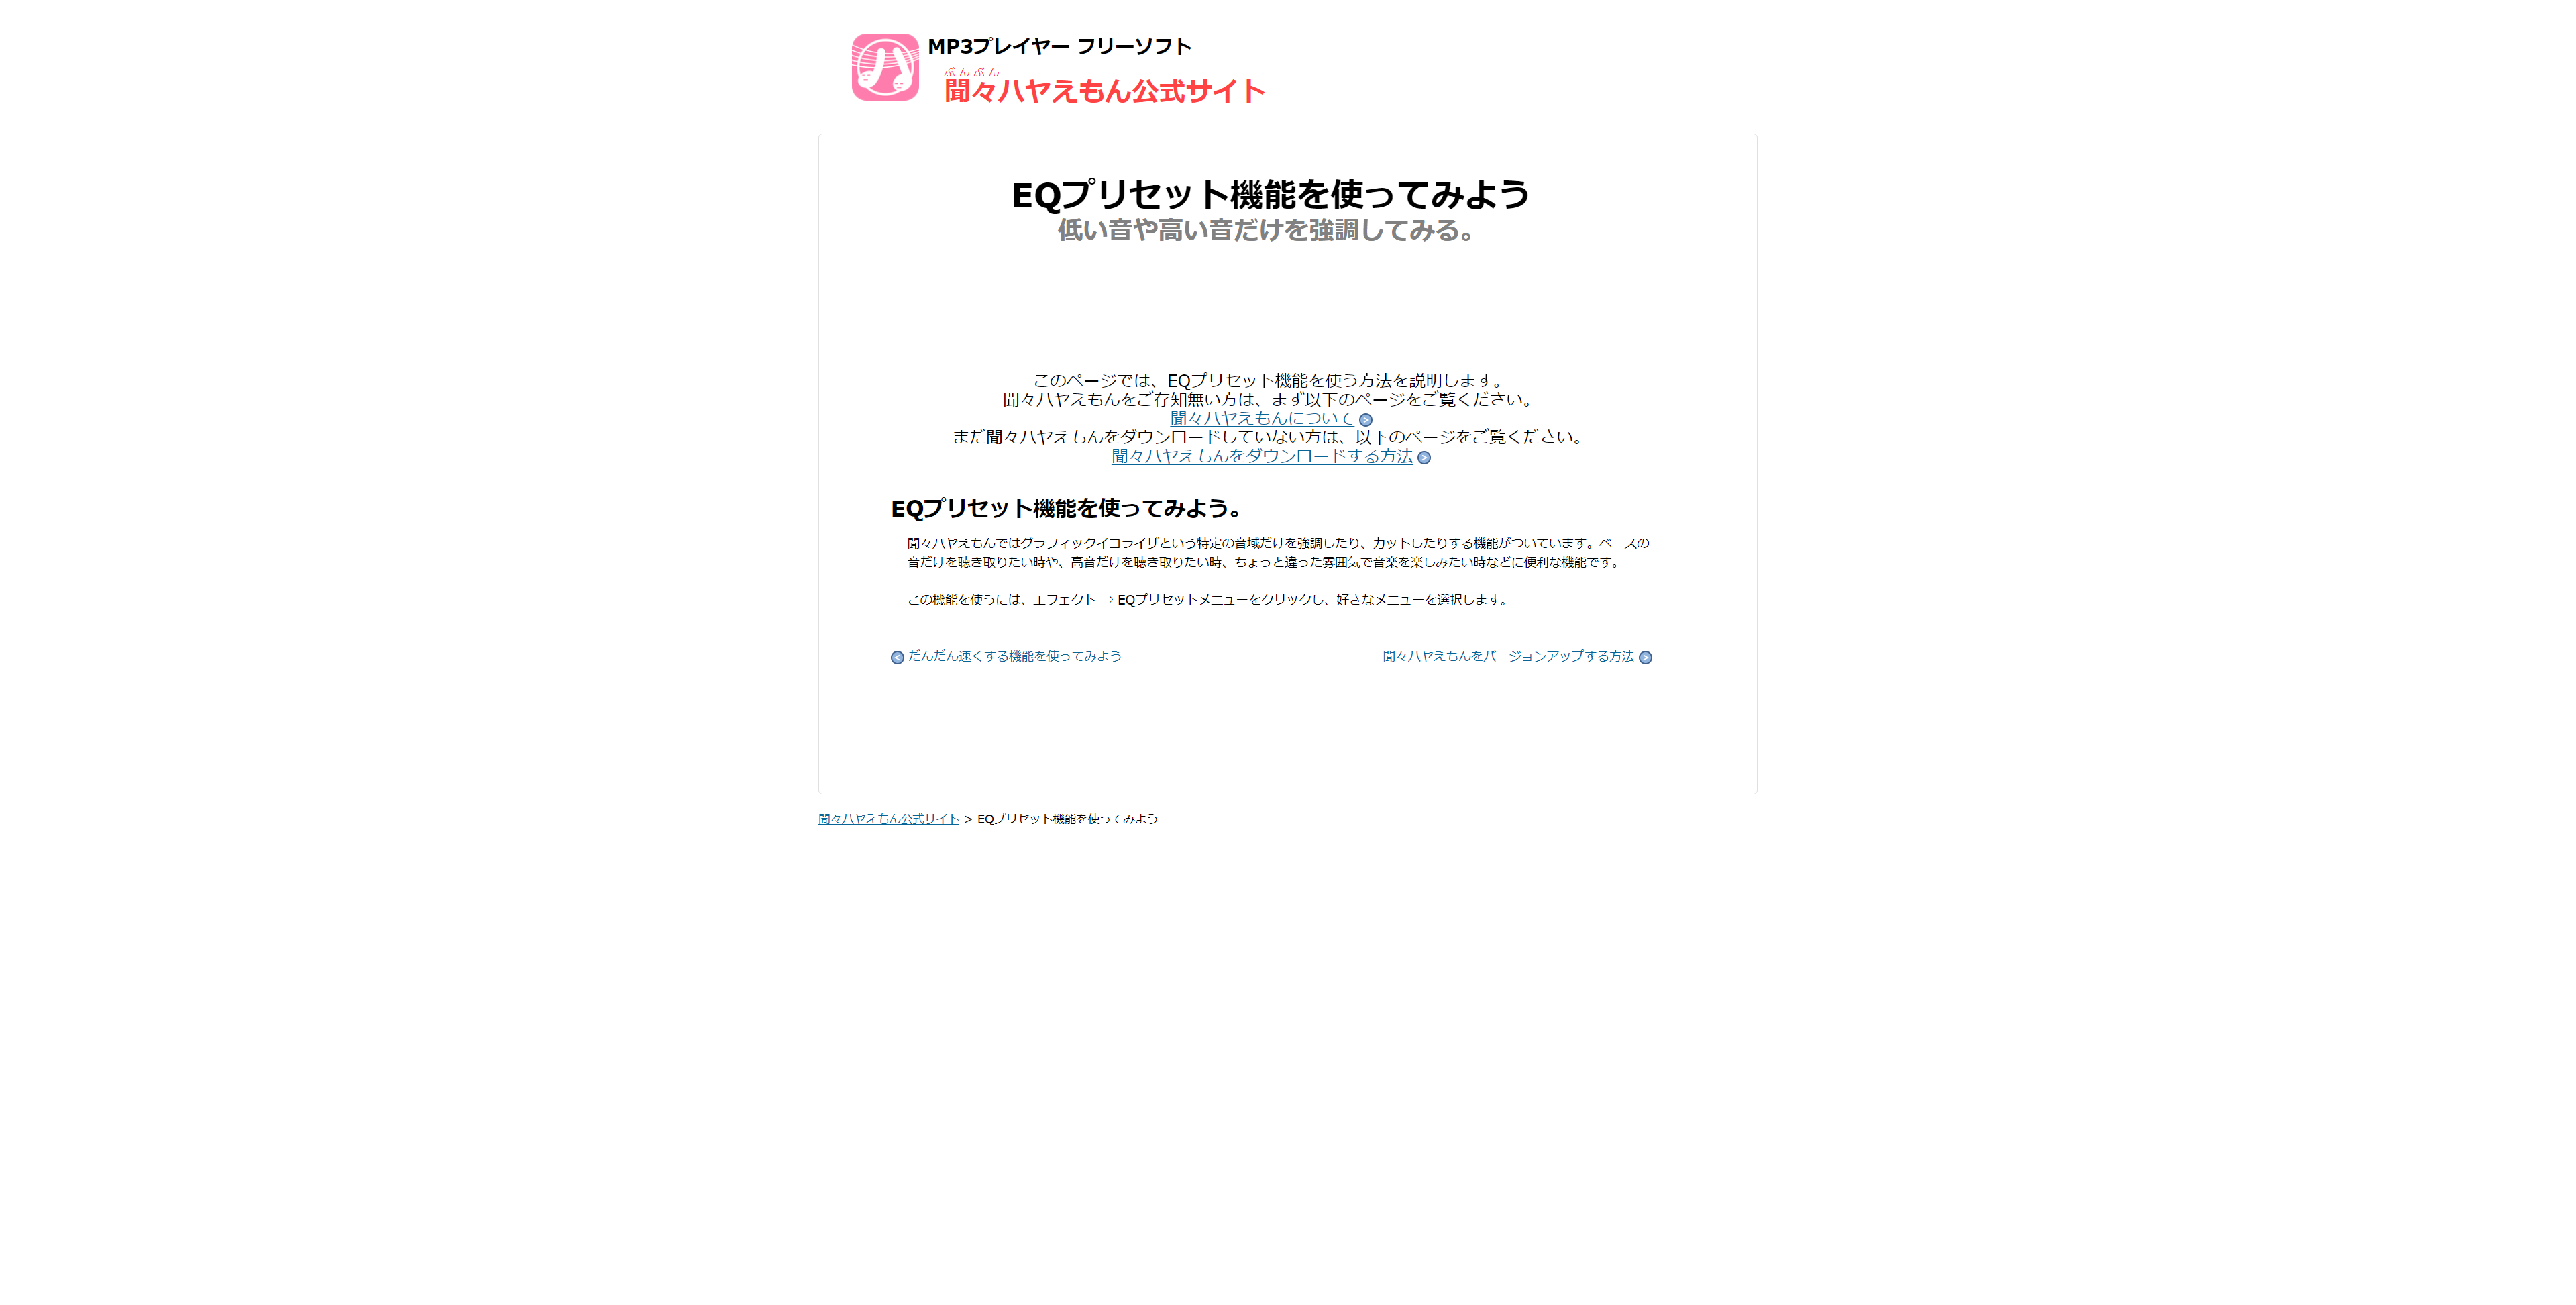 MP3プレイヤー フリーソフト
ぶんぶん
聞々ハヤえもん公式サイト
EQプリセット機能を使ってみよう
低い音や高い音だけを強調してみる。
このページでは、EQプリセット機能を使う方法を説明します。
聞々ハヤえもんをご存知無い方は、まず以下のページをご覧ください。
聞々ハヤえもんについて
まだ聞々ハヤえもんをダウンロードしていない方は、以下のページをご覧ください。
聞々ハヤえもんをダウンロードする方法
EQプリセット機能を使ってみよう。
聞々ハヤえもんではグラフィックイコライザという特定の音域だけを強調したり、カットしたりする機能がついています。ベースの
音だけを聴き取りたい時や、高音だけを聴き取りたい時、ちょっと違った雰囲気で音楽を楽しみたい時などに便利な機能です。
この機能を使うには、エフェクト ⇒ EQプリセットメニューをクリックし、好きなメニューを選択します。
だんだん速くする機能を使ってみよう
聞々ハヤえもんをバージョンアップする方法
聞々ハヤえもん公式サイト > EQプリセット機能を使ってみよう